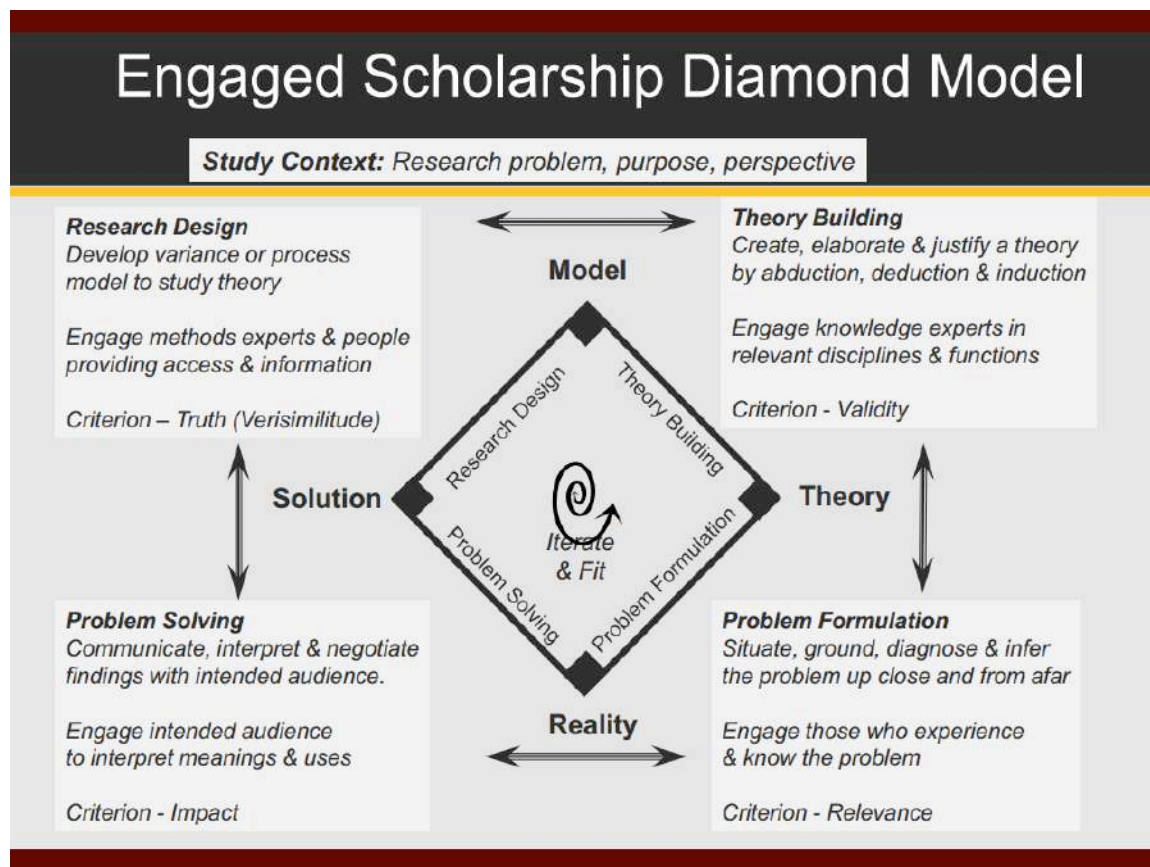 Engaged Scholarship Diamond Model
Study Context: Research problem, purpose, perspective
Research Design
Develop variance or process
model to study theory
Engage methods experts & people
providing access & information
Criterion – Truth (Verisimilitude)
Theory Building
Create, elaborate & justify a theory
by abduction, deduction & induction
Engage knowledge experts in
relevant disciplines & functions
Criterion - Validity
Model
Research Design
Theory Building
Solution
Theory
Iterate
& Fit
Problem Solving
Problem Formulation
Reality
Problem Solving
Communicate, interpret & negotiate
findings with intended audience.
Engage intended audience
to interpret meanings & uses
Criterion - Impact
Problem Formulation
Situate, ground, diagnose & infer
the problem up close and from afar
Engage those who experience
& know the problem
Criterion - Relevance